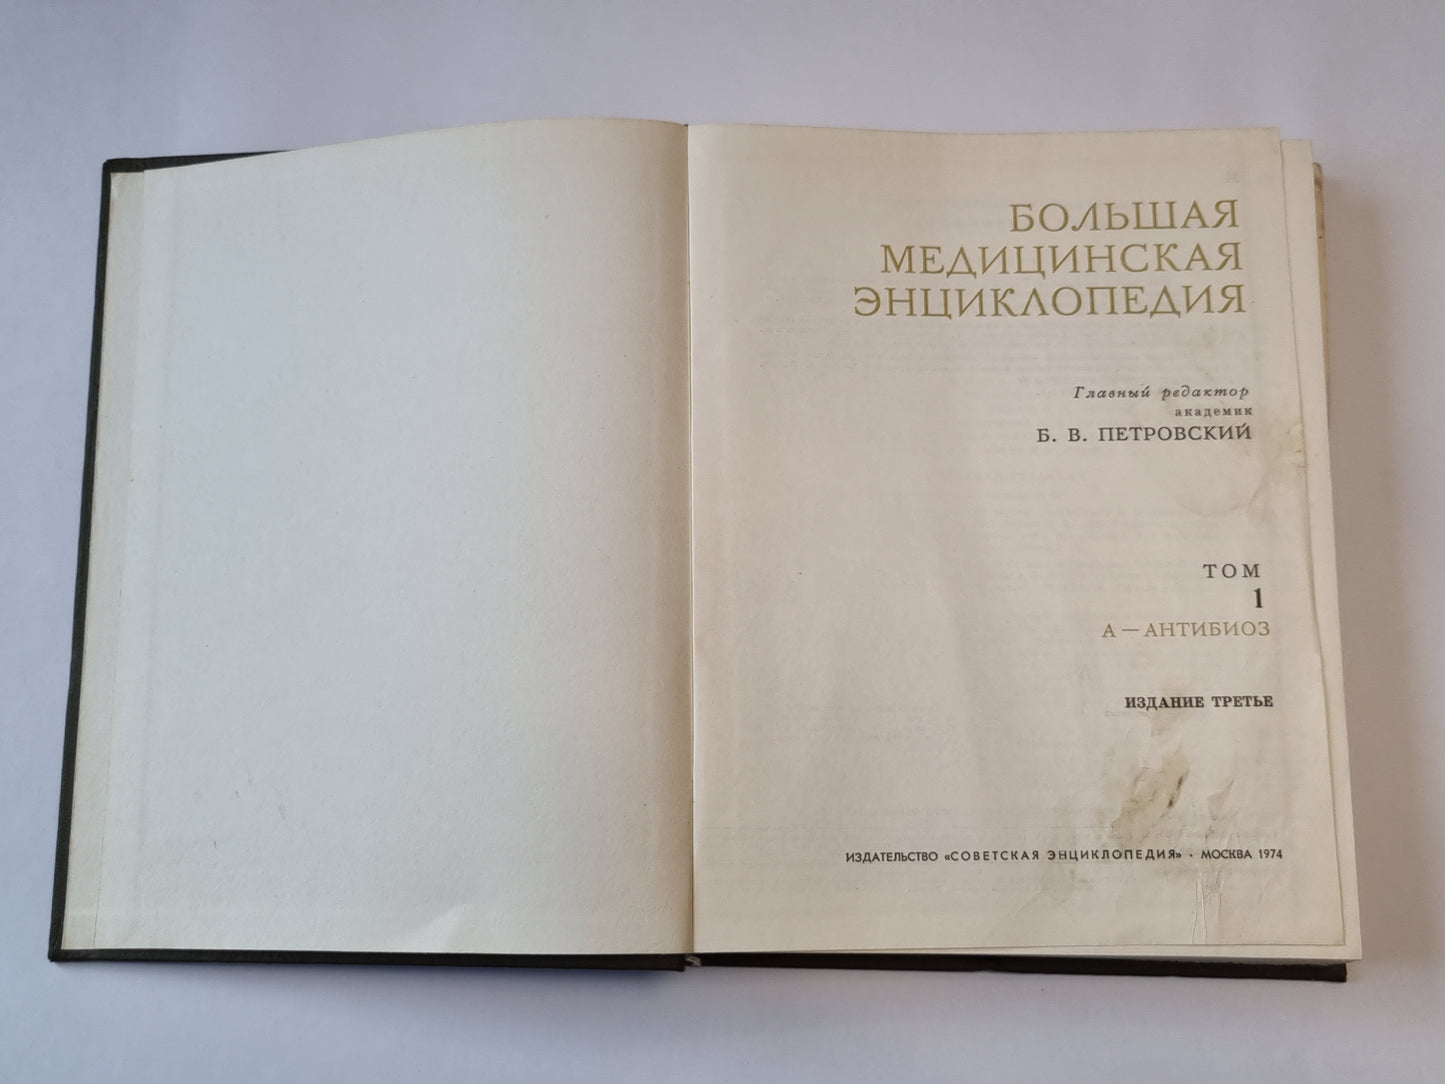 БОЛЬШАЯ
МЕДИЦИНСКАЯ
ЭНЦИКЛОПЕДИЯ
Главный редактор
академик
Б. В. ПЕТРОВСКИЙ
ТОМ
1
А — АНТИБИОЗ
ИЗДАНИЕ ТРЕТЬЕ
ИЗДАТЕЛЬСТВО «СОВЕТСКАЯ ЭНЦИКЛОПЕДИЯ» · МОСКВА 1974